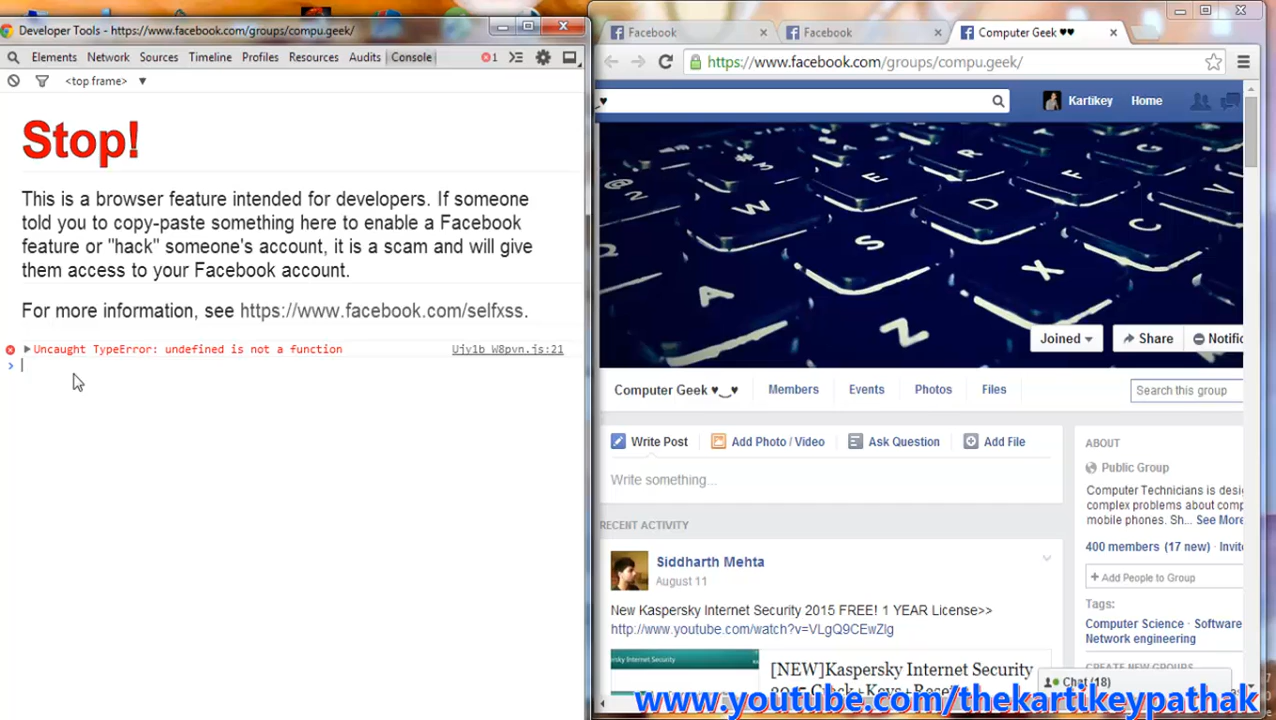 Developer Tools - https://www.facebook.com/groups/compu.geek/
Elements Network Sources Timeline Profiles Resources Audits Console 1
<top frame>
Stop!
This is a browser feature intended for developers. If someone
told you to copy-paste something here to enable a Facebook
feature or "hack" someone's account, it is a scam and will give
them access to your Facebook account.
For more information, see https://www.facebook.com/selfxss.
Uncaught TypeError: undefined is not a function
Facebook Facebook Computer Geek ♥♥
https://www.facebook.com/groups/compu.geek/
Kartikey Home
Joined Share Notific
Computer Geek ♥‿♥ Members Events Photos Files Search this group
Write Post Add Photo / Video Ask Question Add File
Write something...
RECENT ACTIVITY
Siddharth Mehta
August 11
New Kaspersky Internet Security 2015 FREE! 1 YEAR License>>
http://www.youtube.com/watch?v=VLgQ9CEwZlg
[NEW]Kaspersky Internet Security
ABOUT
Public Group
Computer Technicians is desig
complex problems about comp
mobile phones. Sh... See More
400 members (17 new) · Invite
+ Add People to Group
Tags:
Computer Science · Software
Network engineering
CREATE NEW GROUPS
Chat (18)
www.youtube.com/thekartikeypathak